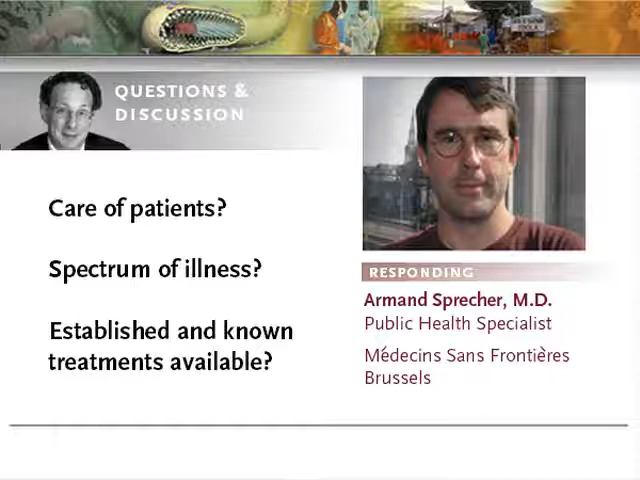 QUESTIONS &
DISCUSSION
Care of patients?
Spectrum of illness?
Established and known
treatments available?
RESPONDING
Armand Sprecher, M.D.
Public Health Specialist
Médecins Sans Frontières
Brussels